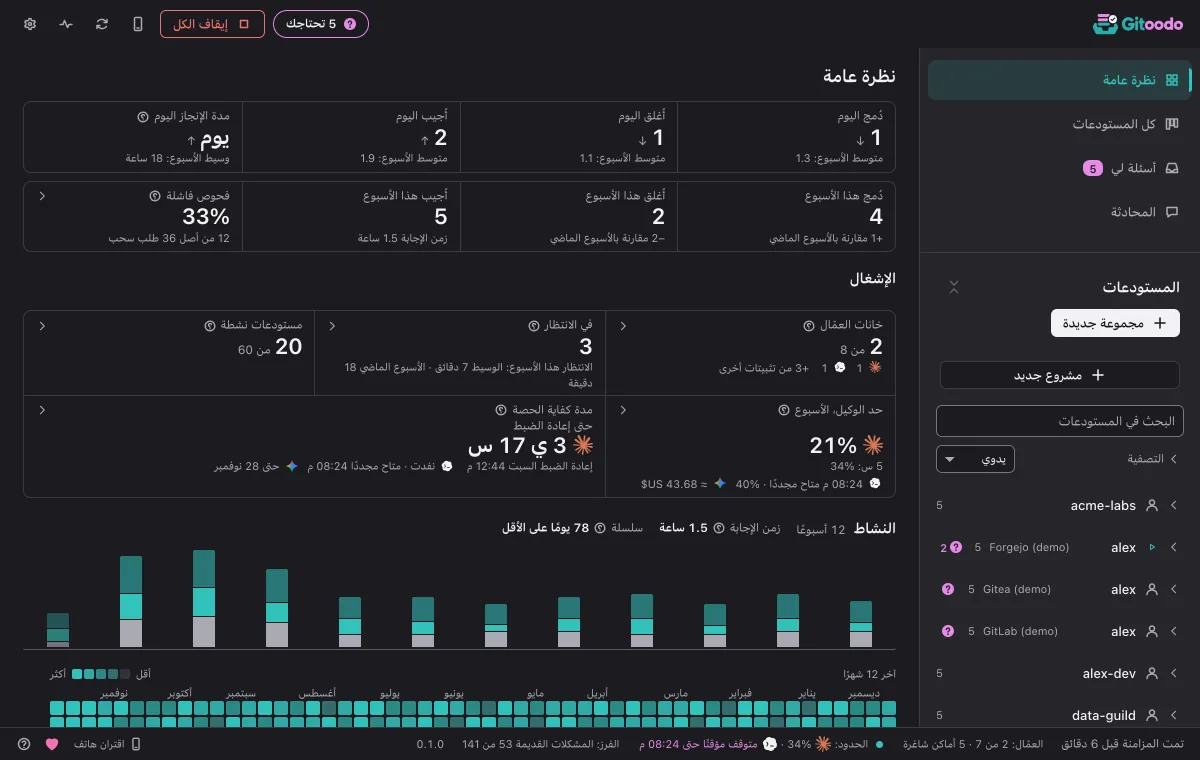 Gitoodo
5 تحتاجك
إيقاف الكل
نظرة عامة
كل المستودعات
أسئلة لي 5
المحادثة
المستودعات
مجموعة جديدة
مشروع جديد
البحث في المستودعات
التصفية
يدوي
acme-labs 5
alex Forgejo (demo) 5 2
alex Gitea (demo) 5
alex GitLab (demo) 5
alex-dev 5
data-guild 5
نظرة عامة
دُمج اليوم
1 ↓
متوسط الأسبوع: 1.3
أُغلق اليوم
1 ↓
متوسط الأسبوع: 1.1
أُجيب اليوم
2 ↑
متوسط الأسبوع: 1.9
مدة الإنجاز اليوم
يوم ↑
وسيط الأسبوع: 18 ساعة
دُمج هذا الأسبوع
4
+1 مقارنة بالأسبوع الماضي
أُغلق هذا الأسبوع
2
−2 مقارنة بالأسبوع الماضي
أُجيب هذا الأسبوع
5
زمن الإجابة 1.5 ساعة
فحوص فاشلة
33%
12 من أصل 36 طلب سحب
الإشغال
خانات العمّال
2 من 8
1 1 +3 من تثبيتات أخرى
في الانتظار
3
الانتظار هذا الأسبوع: الوسيط 7 دقائق · الأسبوع الماضي 18
دقيقة
مستودعات نشطة
20 من 60
حد الوكيل، الأسبوع
21%
5 س: 34%
08:24 م متاح مجددًا · 40% ≈ 43.68 US$
مدة كفاية الحصة
حتى إعادة الضبط
3 ي 17 س
إعادة الضبط السبت 12:44 م نفدت · متاح مجددًا 08:24 م حتى 28 نوفمبر
النشاط 12 أسبوعًا زمن الإجابة 1.5 ساعة سلسلة 78 يومًا على الأقل
آخر 12 شهرًا
أقل أكثر
ديسمبر يناير فبراير مارس أبريل مايو يونيو يوليو أغسطس سبتمبر أكتوبر نوفمبر
تمت المزامنة قبل 6 دقائق
العمّال: 2 من 7 · 5 أماكن شاغرة
الحدود: 34% · متوقف مؤقتًا حتى 08:24 م
الفرز: المشكلات القديمة 53 من 141
0.1.0
اقتران هاتف